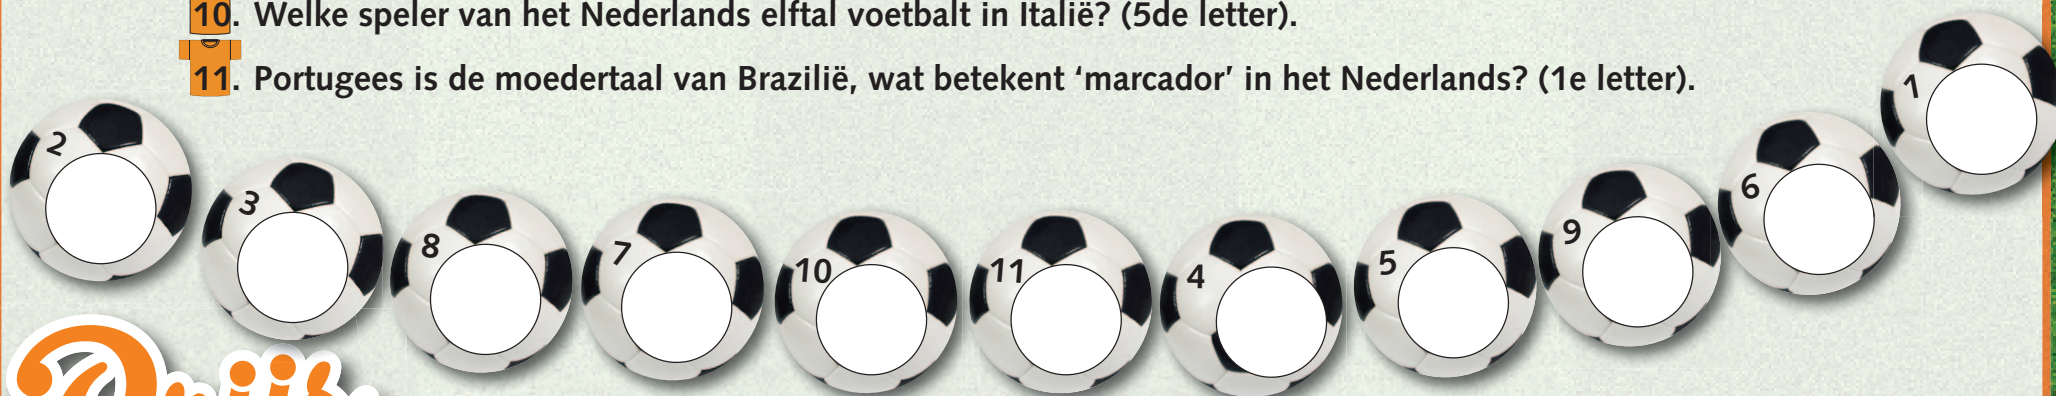 10. Welke speler van het Nederlands elftal voetbalt in Italië? (5de letter).
11. Portugees is de moedertaal van Brazilië, wat betekent ‘marcador’ in het Nederlands? (1e letter).
2 3 8 7 10 11 4 5 9 6 1